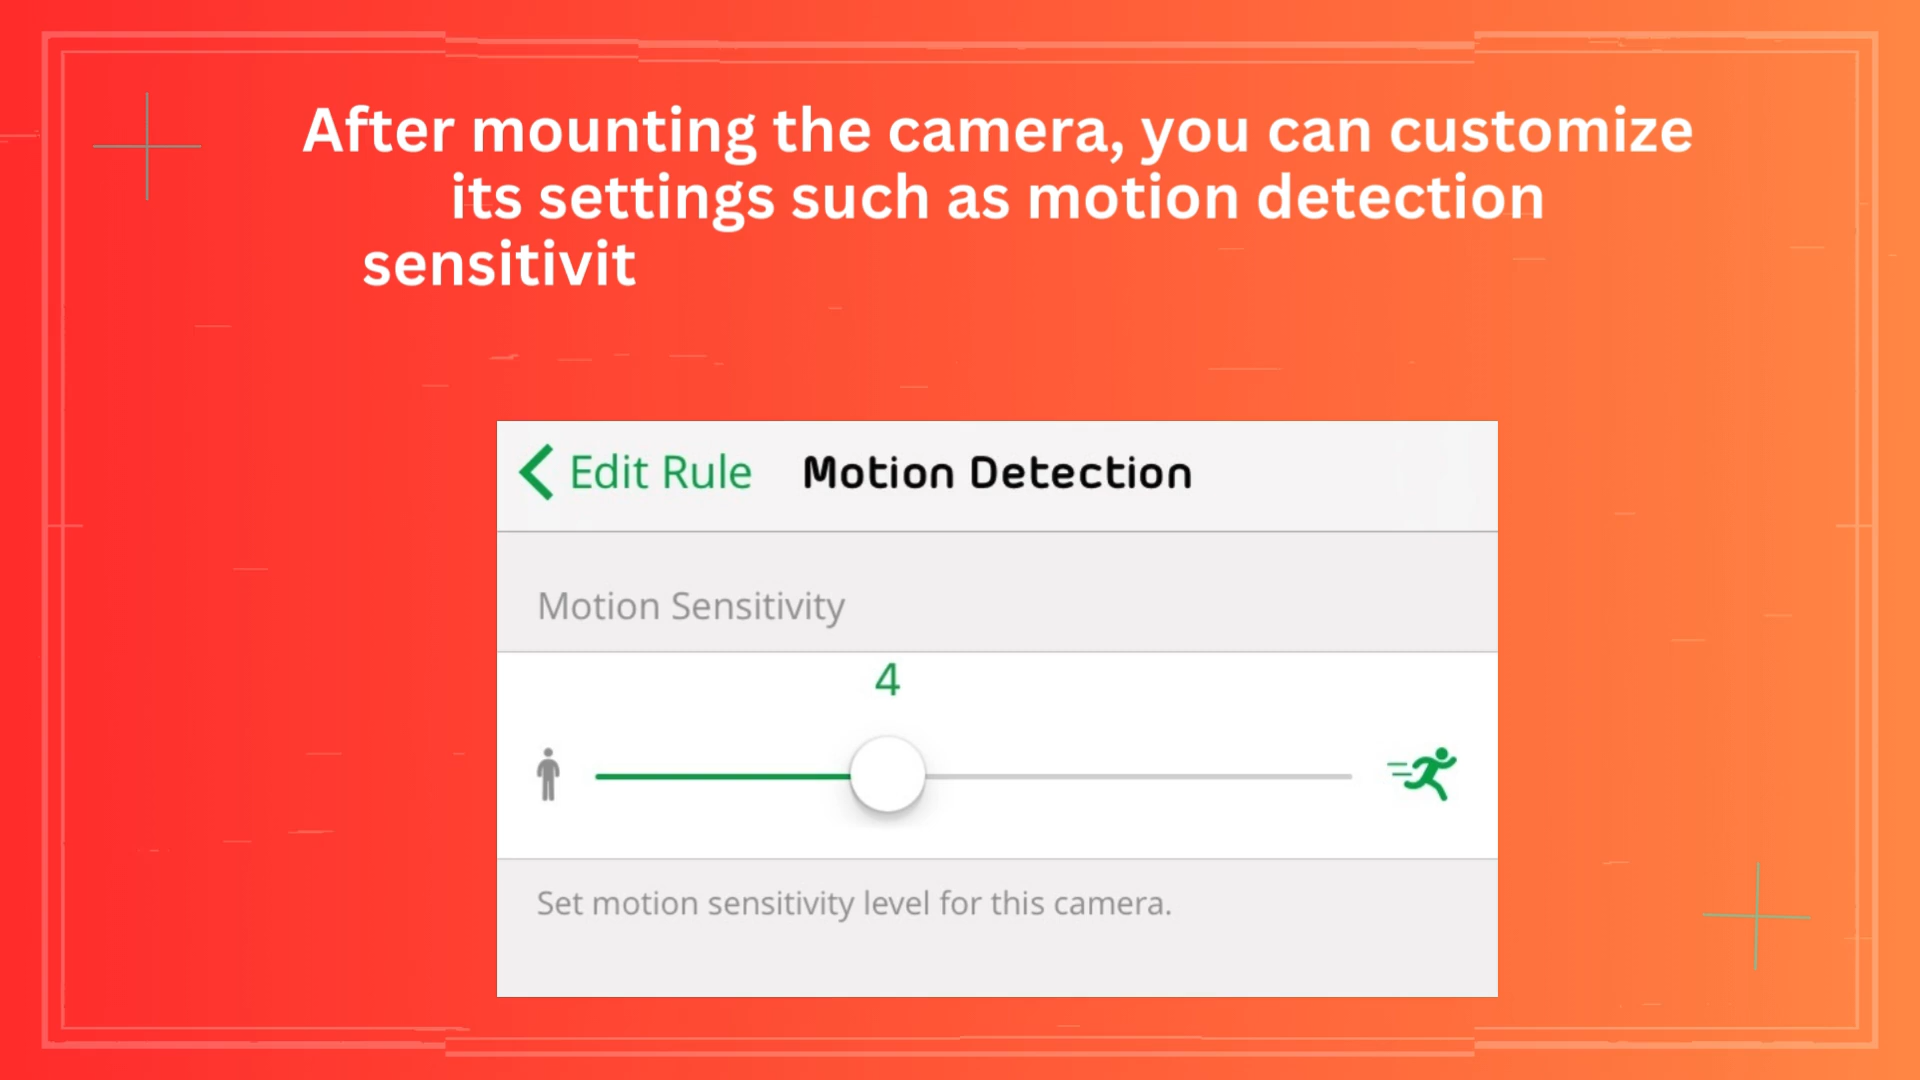 After mounting the camera, you can customize
its settings such as motion detection
sensitivit
Edit Rule Motion Detection
Motion Sensitivity
4
Set motion sensitivity level for this camera.